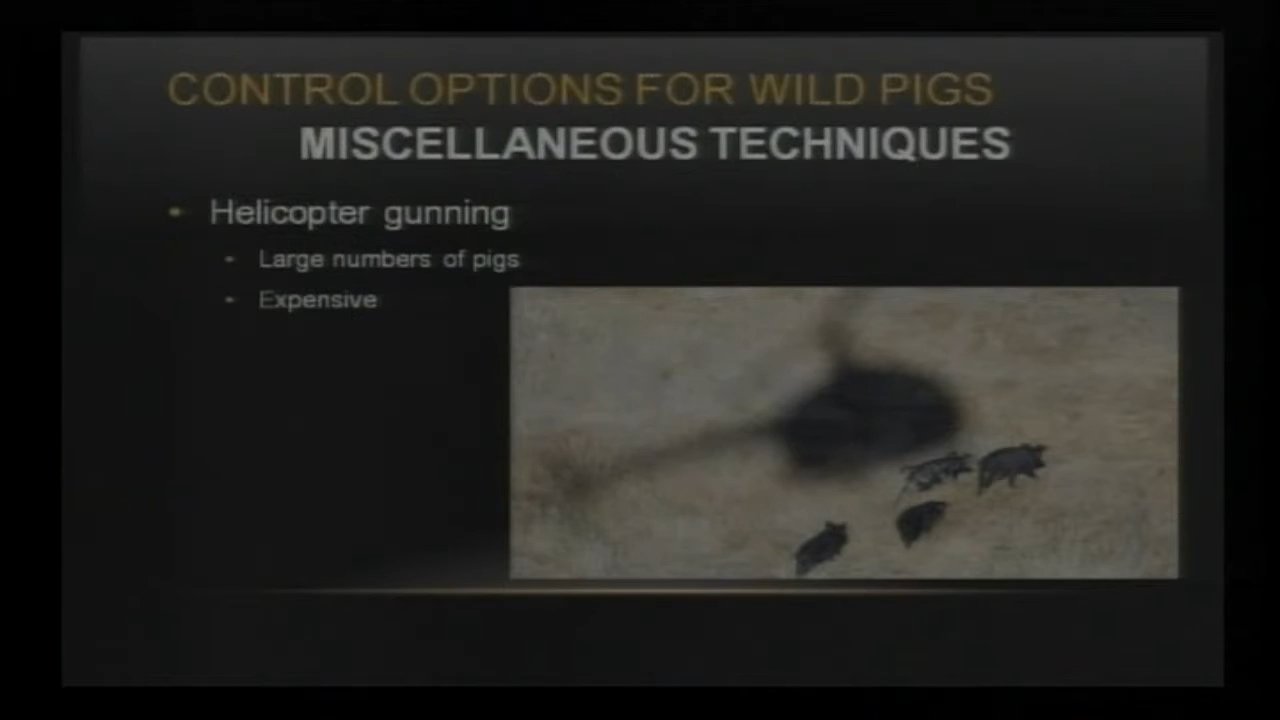 CONTROL OPTIONS FOR WILD PIGS
MISCELLANEOUS TECHNIQUES
• Helicopter gunning
• Large numbers of pigs
• Expensive